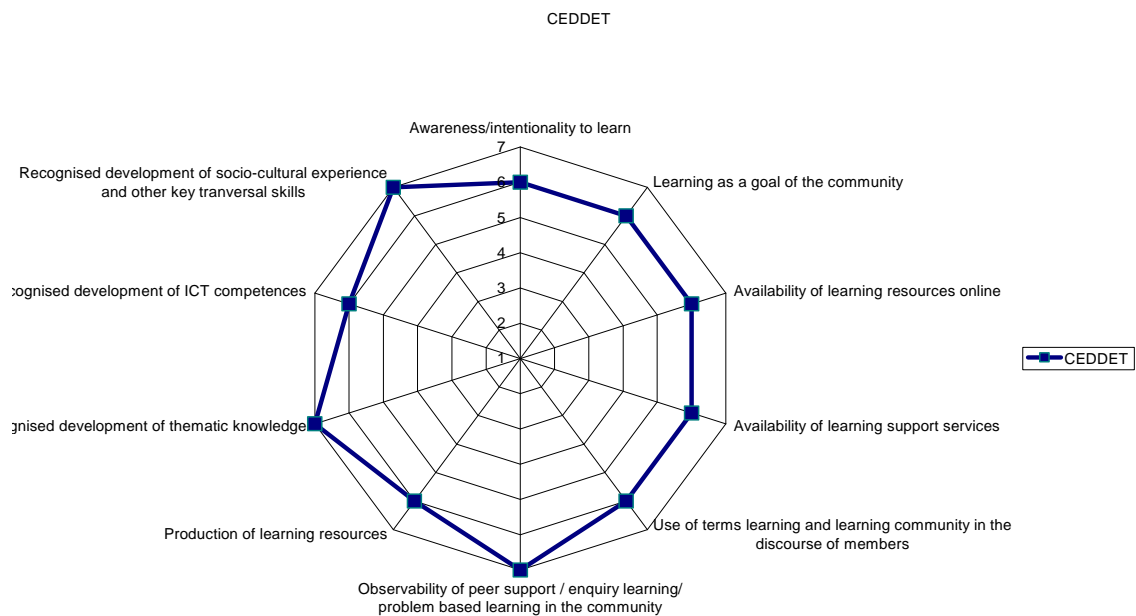 CEDDET
Awareness/intentionality to learn
7
6
5
4
3
2
1
Learning as a goal of the community
Availability of learning resources online
Availability of learning support services
Use of terms learning and learning community in the
discourse of members
Observability of peer support / enquiry learning/
problem based learning in the community
Production of learning resources
development of thematic knowledge
development of ICT competences
Recognised development of socio-cultural experience
and other key tranversal skills
CEDDET